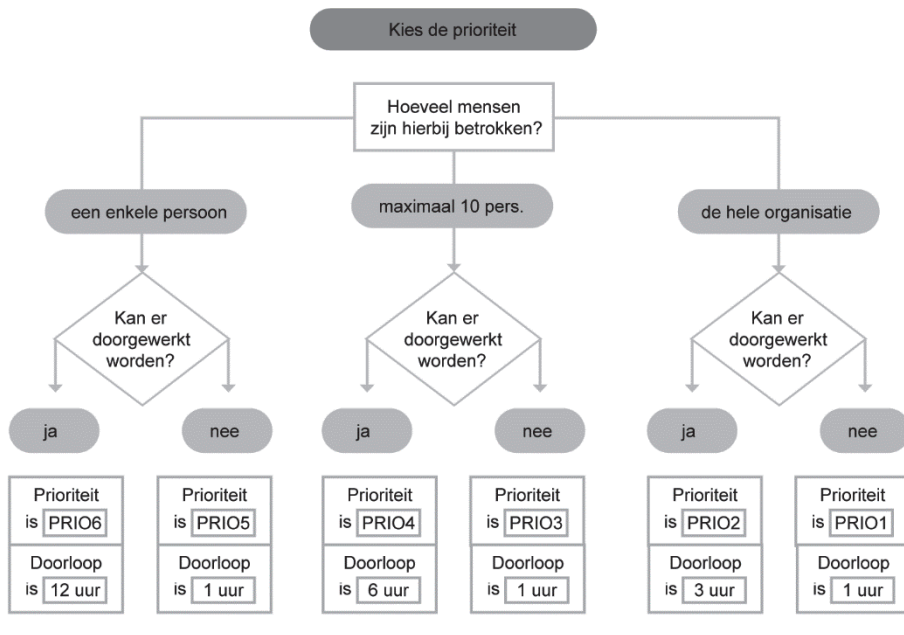 Kies de prioriteit
Hoeveel mensen
zijn hierbij betrokken?
een enkele persoon
maximaal 10 pers.
de hele organisatie
Kan er
doorgewerkt
worden?
Kan er
doorgewerkt
worden?
Kan er
doorgewerkt
worden?
ja
nee
ja
nee
ja
nee
Prioriteit
is PRIO6
Doorloop
is 12 uur
Prioriteit
is PRIO5
Doorloop
is 1 uur
Prioriteit
is PRIO4
Doorloop
is 6 uur
Prioriteit
is PRIO3
Doorloop
is 1 uur
Prioriteit
is PRIO2
Doorloop
is 3 uur
Prioriteit
is PRIO1
Doorloop
is 1 uur